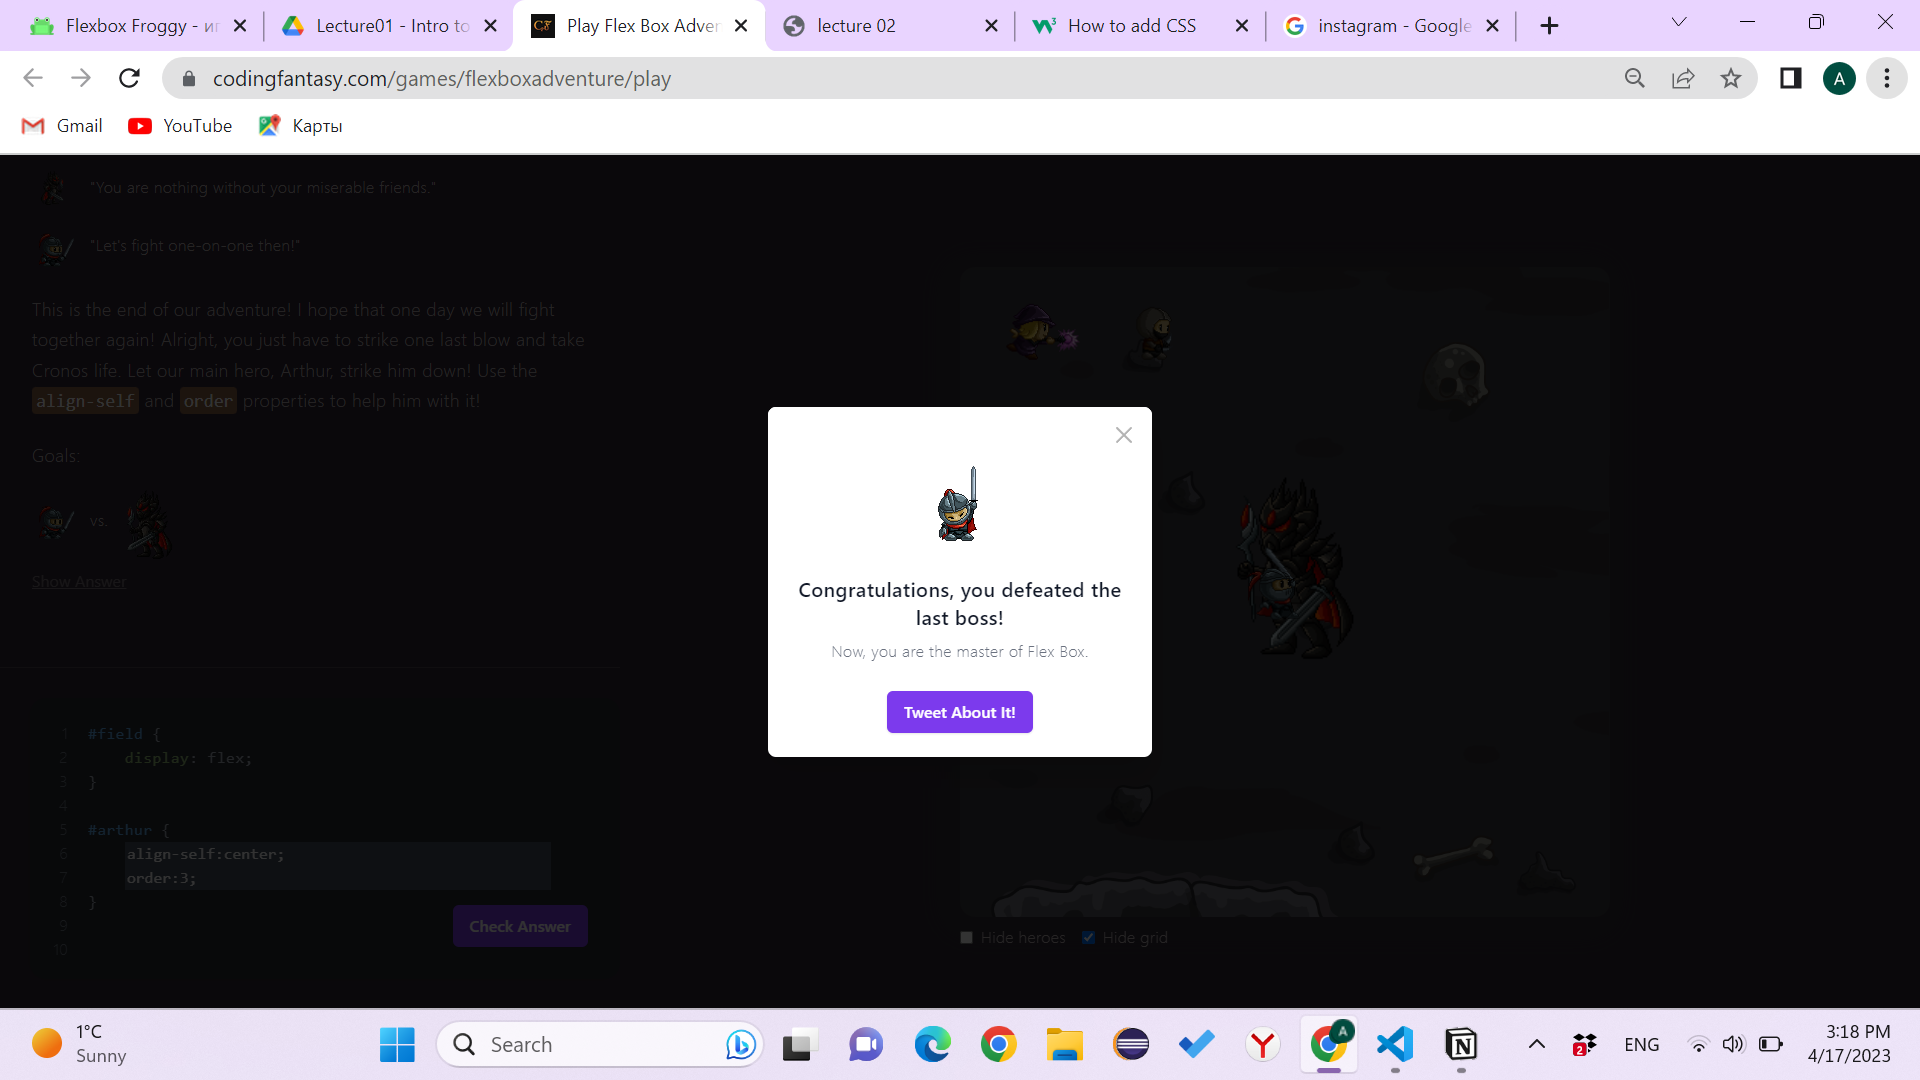 Flexbox Froggy - иг
Lecture01 - Intro to
Play Flex Box Adven
lecture 02
How to add CSS
instagram - Google
codingfantasy.com/games/flexboxadventure/play
A
Gmail
YouTube
Карты
"You are nothing without your miserable friends."
"Let's fight one-on-one then!"
This is the end of our adventure! I hope that one day we will fight
together again! Alright, you just have to strike one last blow and take
Cronos life. Let our main hero, Arthur, strike him down! Use the
align-self and order properties to help him with it!
Goals:
vs.
Show Answer
1 #field {
2 display: flex;
3 }
4
5 #arthur {
6 align-self:center;
7 order:3;
8 }
9
10
Check Answer
Congratulations, you defeated the
last boss!
Now, you are the master of Flex Box.
Tweet About It!
Hide heroes Hide grid
1°C
Sunny
Search
A
2
ENG
3:18 PM
4/17/2023